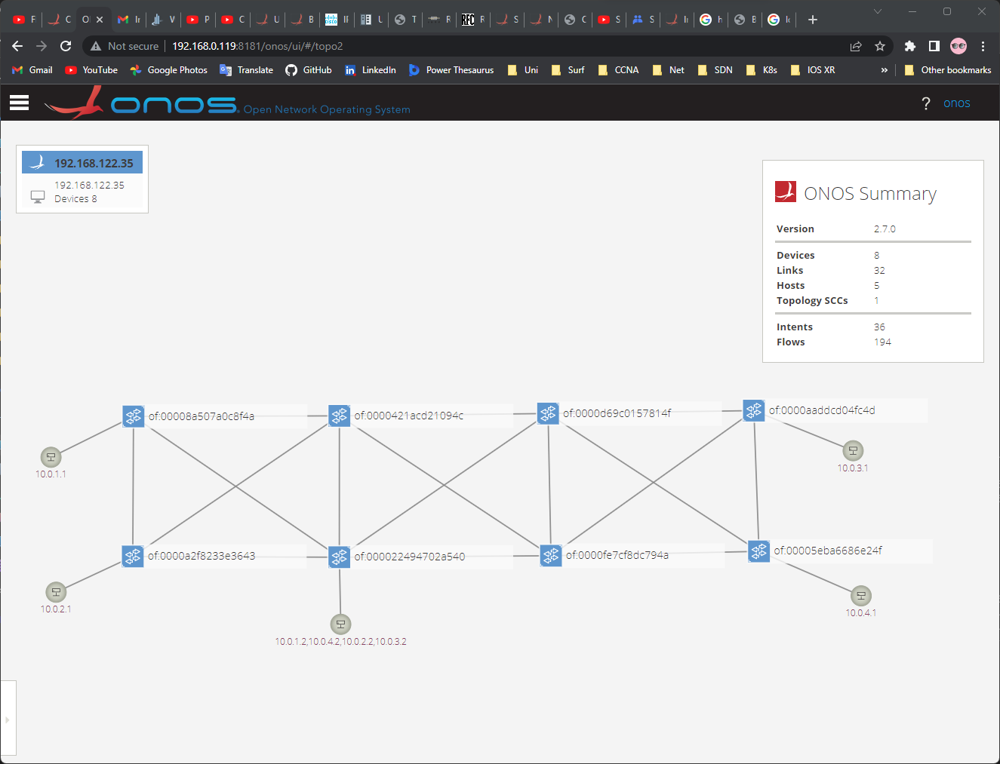 F C O Ir V P C U B IF U T R R S N C S S Ir h B Ic
Not secure 192.168.0.119:8181/onos/ui/#/topo2
Gmail YouTube Google Photos Translate GitHub LinkedIn Power Thesaurus Uni Surf CCNA Net SDN K8s IOS XR » Other bookmarks
onos Open Network Operating System ? onos
192.168.122.35
192.168.122.35
Devices 8
ONOS Summary
Version 2.7.0
Devices 8
Links 32
Hosts 5
Topology SCCs 1
Intents 36
Flows 194
of:00008a507a0c8f4a of:0000421acd21094c of:0000d69c0157814f of:0000aaddcd04fc4d
10.0.1.1 10.0.3.1
of:0000a2f8233e3643 of:000022494702a540 of:0000fe7cf8dc794a of:00005eba6686e24f
10.0.2.1 10.0.4.1
10.0.1.2,10.0.4.2,10.0.2.2,10.0.3.2